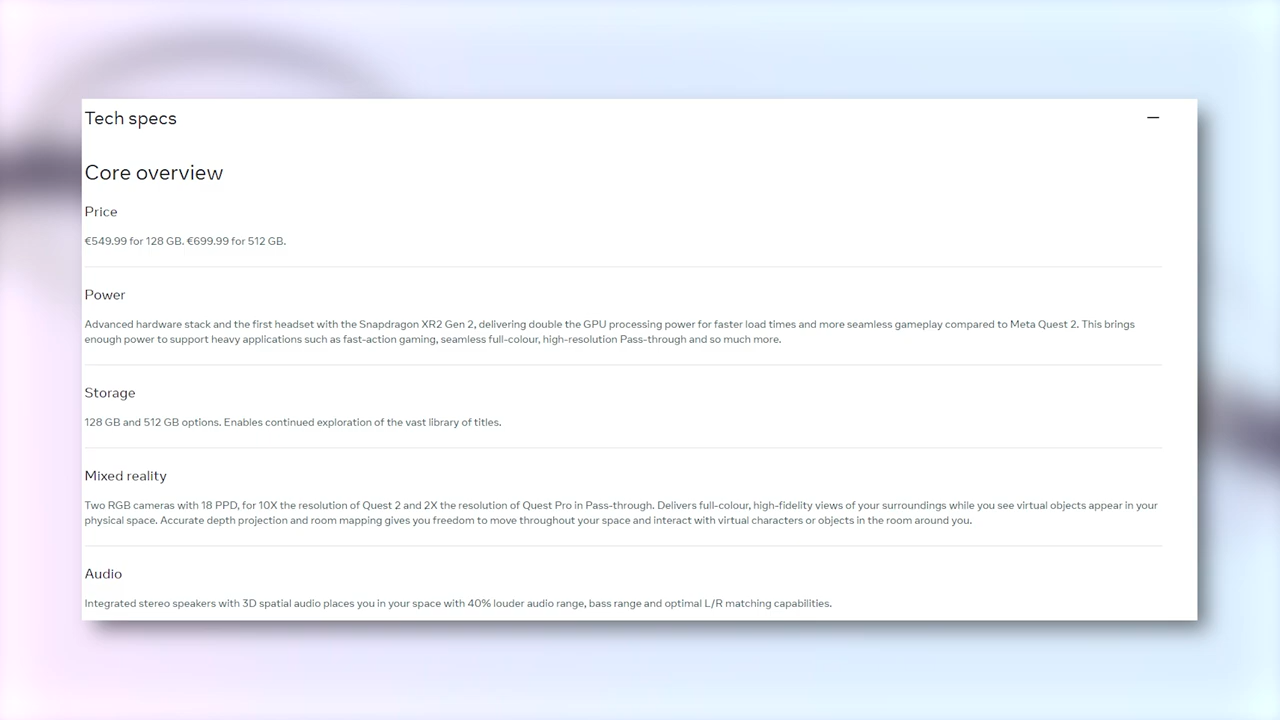 Tech specs
Core overview
Price
€549.99 for 128 GB. €699.99 for 512 GB.
Power
Advanced hardware stack and the first headset with the Snapdragon XR2 Gen 2, delivering double the GPU processing power for faster load times and more seamless gameplay compared to Meta Quest 2. This brings
enough power to support heavy applications such as fast-action gaming, seamless full-colour, high-resolution Pass-through and so much more.
Storage
128 GB and 512 GB options. Enables continued exploration of the vast library of titles.
Mixed reality
Two RGB cameras with 18 PPD, for 10X the resolution of Quest 2 and 2X the resolution of Quest Pro in Pass-through. Delivers full-colour, high-fidelity views of your surroundings while you see virtual objects appear in your
physical space. Accurate depth projection and room mapping gives you freedom to move throughout your space and interact with virtual characters or objects in the room around you.
Audio
Integrated stereo speakers with 3D spatial audio places you in your space with 40% louder audio range, bass range and optimal L/R matching capabilities.